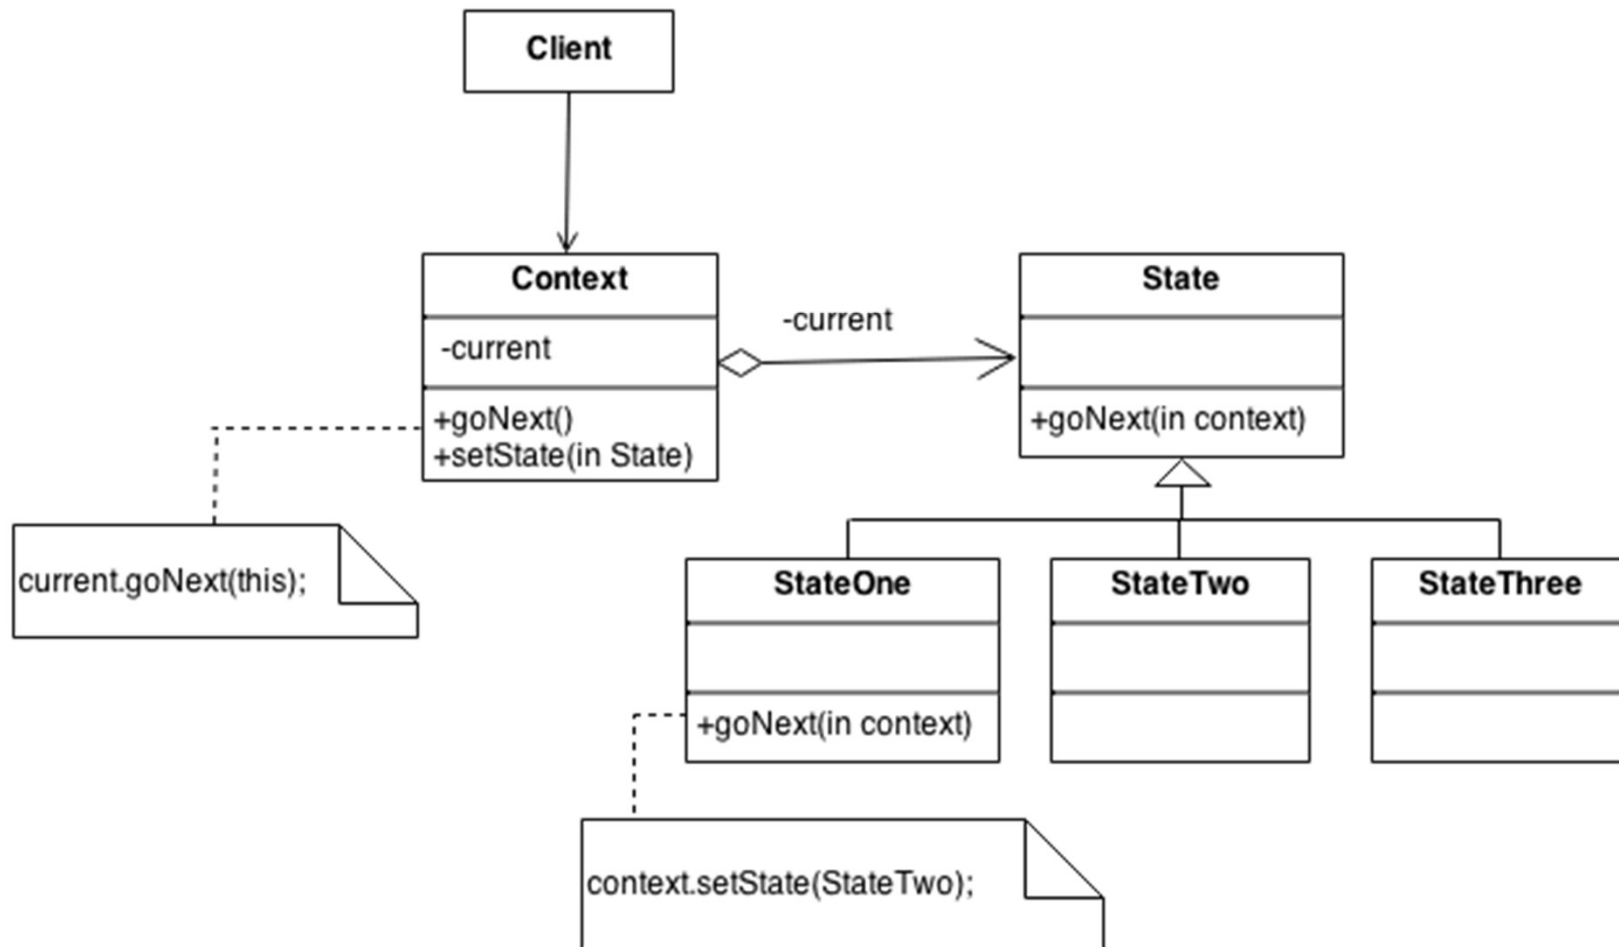 Client
Context
-current
+goNext()
+setState(in State)
-current
State
+goNext(in context)
current.goNext(this);
StateOne
+goNext(in context)
StateTwo
StateThree
context.setState(StateTwo);